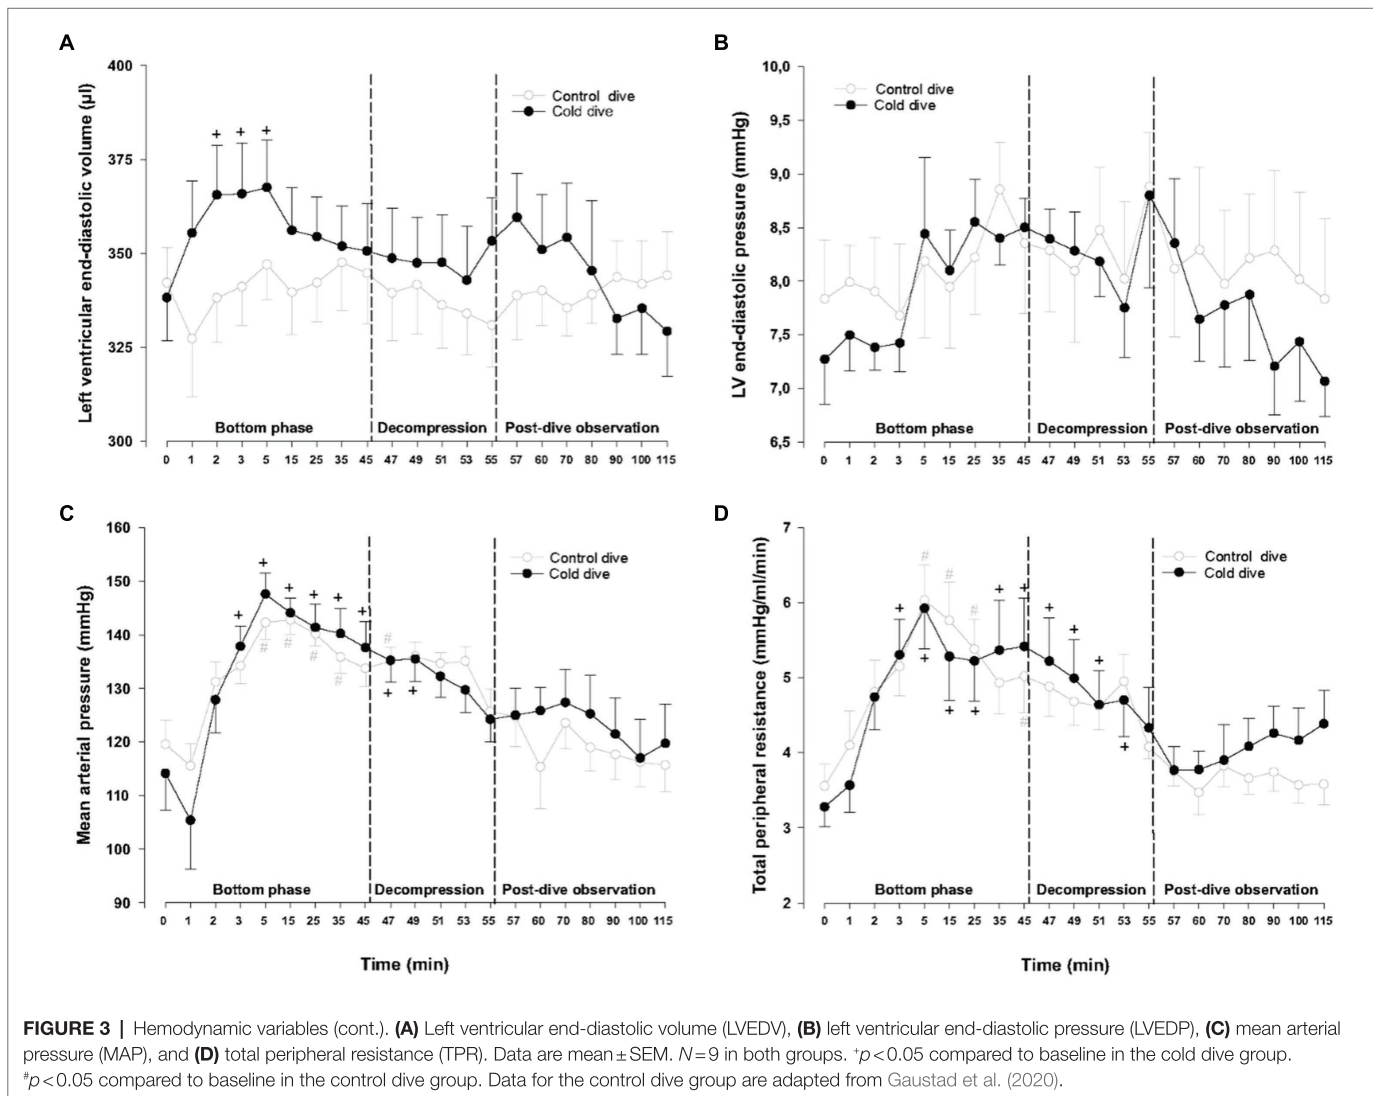 A
400
375
350
325
300
Left ventricular end-diastolic volume (µl)
Control dive
Cold dive
+ + +
Bottom phase
Decompression
Post-dive observation
0 1 2 3 5 15 25 35 45 47 49 51 53 55 57 60 70 80 90 100 115
B
10,0
9,5
9,0
8,5
8,0
7,5
7,0
6,5
LV end-diastolic pressure (mmHg)
Control dive
Cold dive
Bottom phase
Decompression
Post-dive observation
0 1 2 3 5 15 25 35 45 47 49 51 53 55 57 60 70 80 90 100 115
C
160
150
140
130
120
110
100
90
Mean arterial pressure (mmHg)
Control dive
Cold dive
+ + + + + +
# # # # #
+ +
Bottom phase
Decompression
Post-dive observation
0 1 2 3 5 15 25 35 45 47 49 51 53 55 57 60 70 80 90 100 115
Time (min)
D
7
6
5
4
3
2
Total peripheral resistance (mmHg/ml/min)
Control dive
Cold dive
# # #
+ + + + + +
+ + + +
#
Bottom phase
Decompression
Post-dive observation
0 1 2 3 5 15 25 35 45 47 49 51 53 55 57 60 70 80 90 100 115
Time (min)
FIGURE 3 | Hemodynamic variables (cont.). (A) Left ventricular end-diastolic volume (LVEDV), (B) left ventricular end-diastolic pressure (LVEDP), (C) mean arterial
pressure (MAP), and (D) total peripheral resistance (TPR). Data are mean ± SEM. N = 9 in both groups. +p < 0.05 compared to baseline in the cold dive group.
#p < 0.05 compared to baseline in the control dive group. Data for the control dive group are adapted from Gaustad et al. (2020).